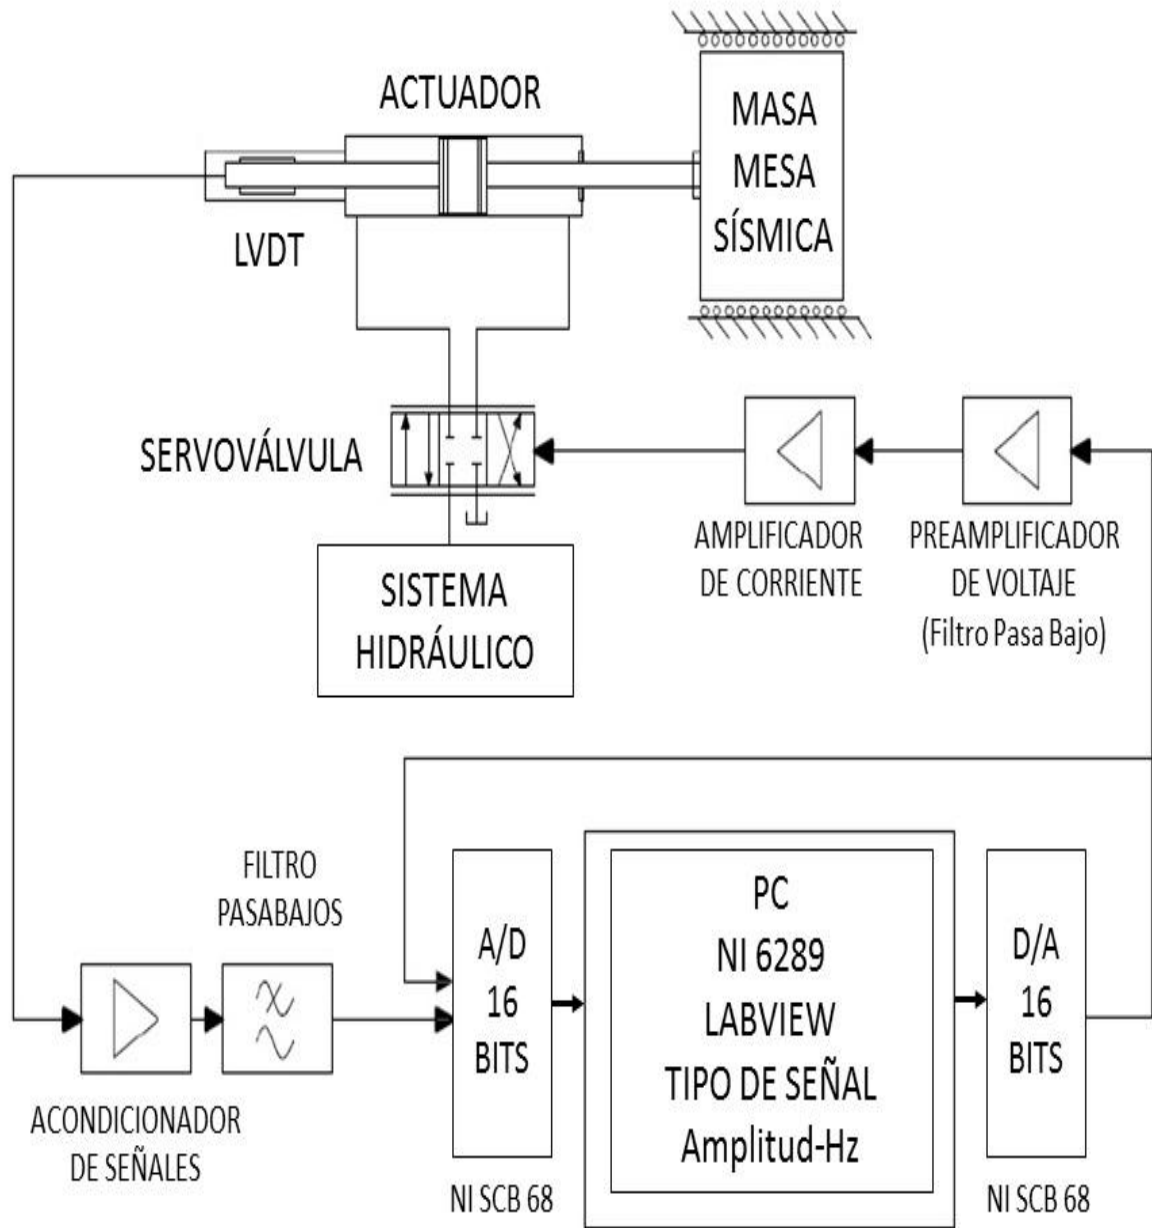 ACTUADOR
MASA
MESA
SÍSMICA
LVDT
SERVOVÁLVULA
SISTEMA
HIDRÁULICO
AMPLIFICADOR
DE CORRIENTE
PREAMPLIFICADOR
DE VOLTAJE
(Filtro Pasa Bajo)
FILTRO
PASABAJOS
ACONDICIONADOR
DE SEÑALES
A/D
16
BITS
NI SCB 68
PC
NI 6289
LABVIEW
TIPO DE SEÑAL
Amplitud-Hz
D/A
16
BITS
NI SCB 68